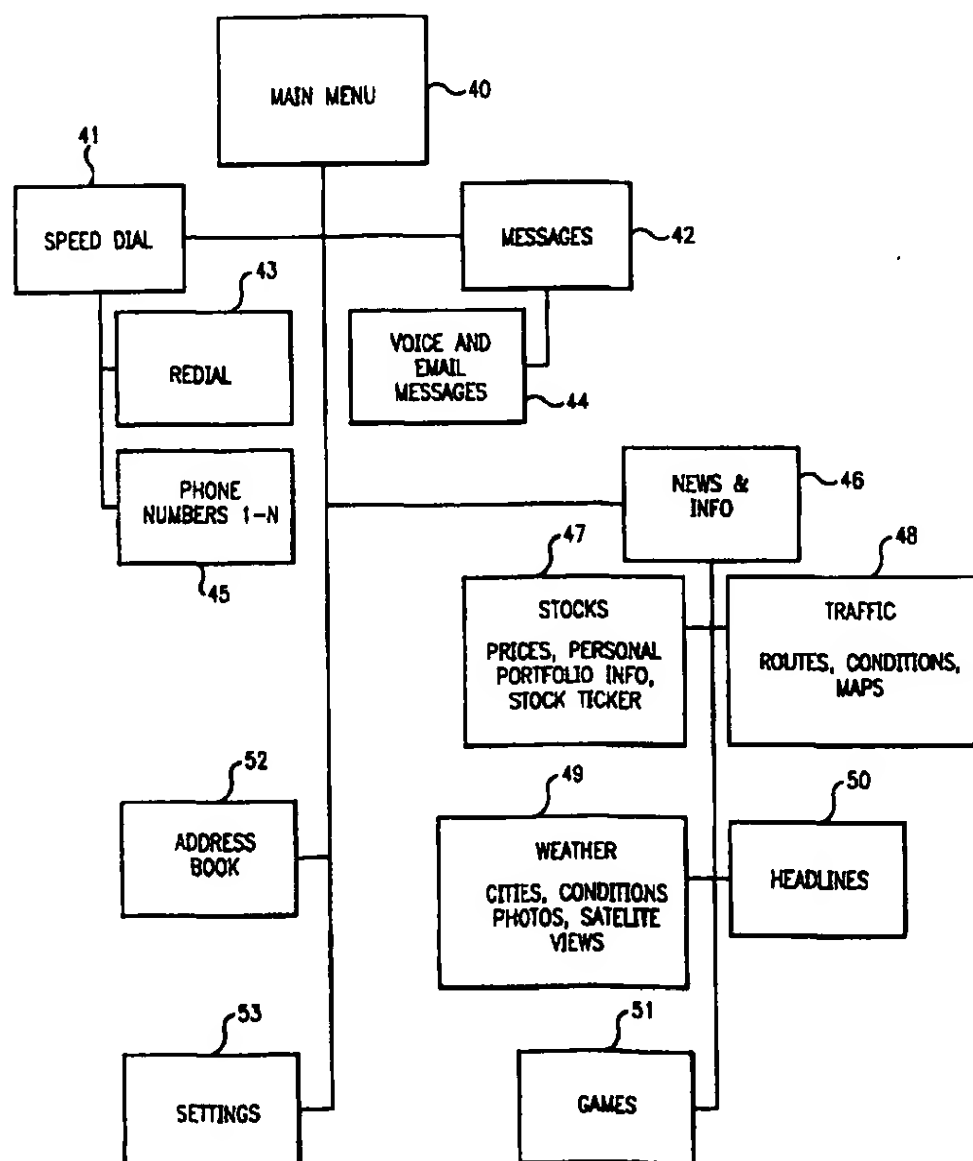 MAIN MENU
40
41
SPEED DIAL
MESSAGES
42
43
REDIAL
VOICE AND
EMAIL
MESSAGES
44
PHONE
NUMBERS 1-N
45
NEWS &
INFO
46
47
STOCKS
PRICES, PERSONAL
PORTFOLIO INFO,
STOCK TICKER
48
TRAFFIC
ROUTES, CONDITIONS,
MAPS
52
ADDRESS
BOOK
49
WEATHER
CITIES, CONDITIONS
PHOTOS, SATELITE
VIEWS
50
HEADLINES
53
SETTINGS
51
GAMES